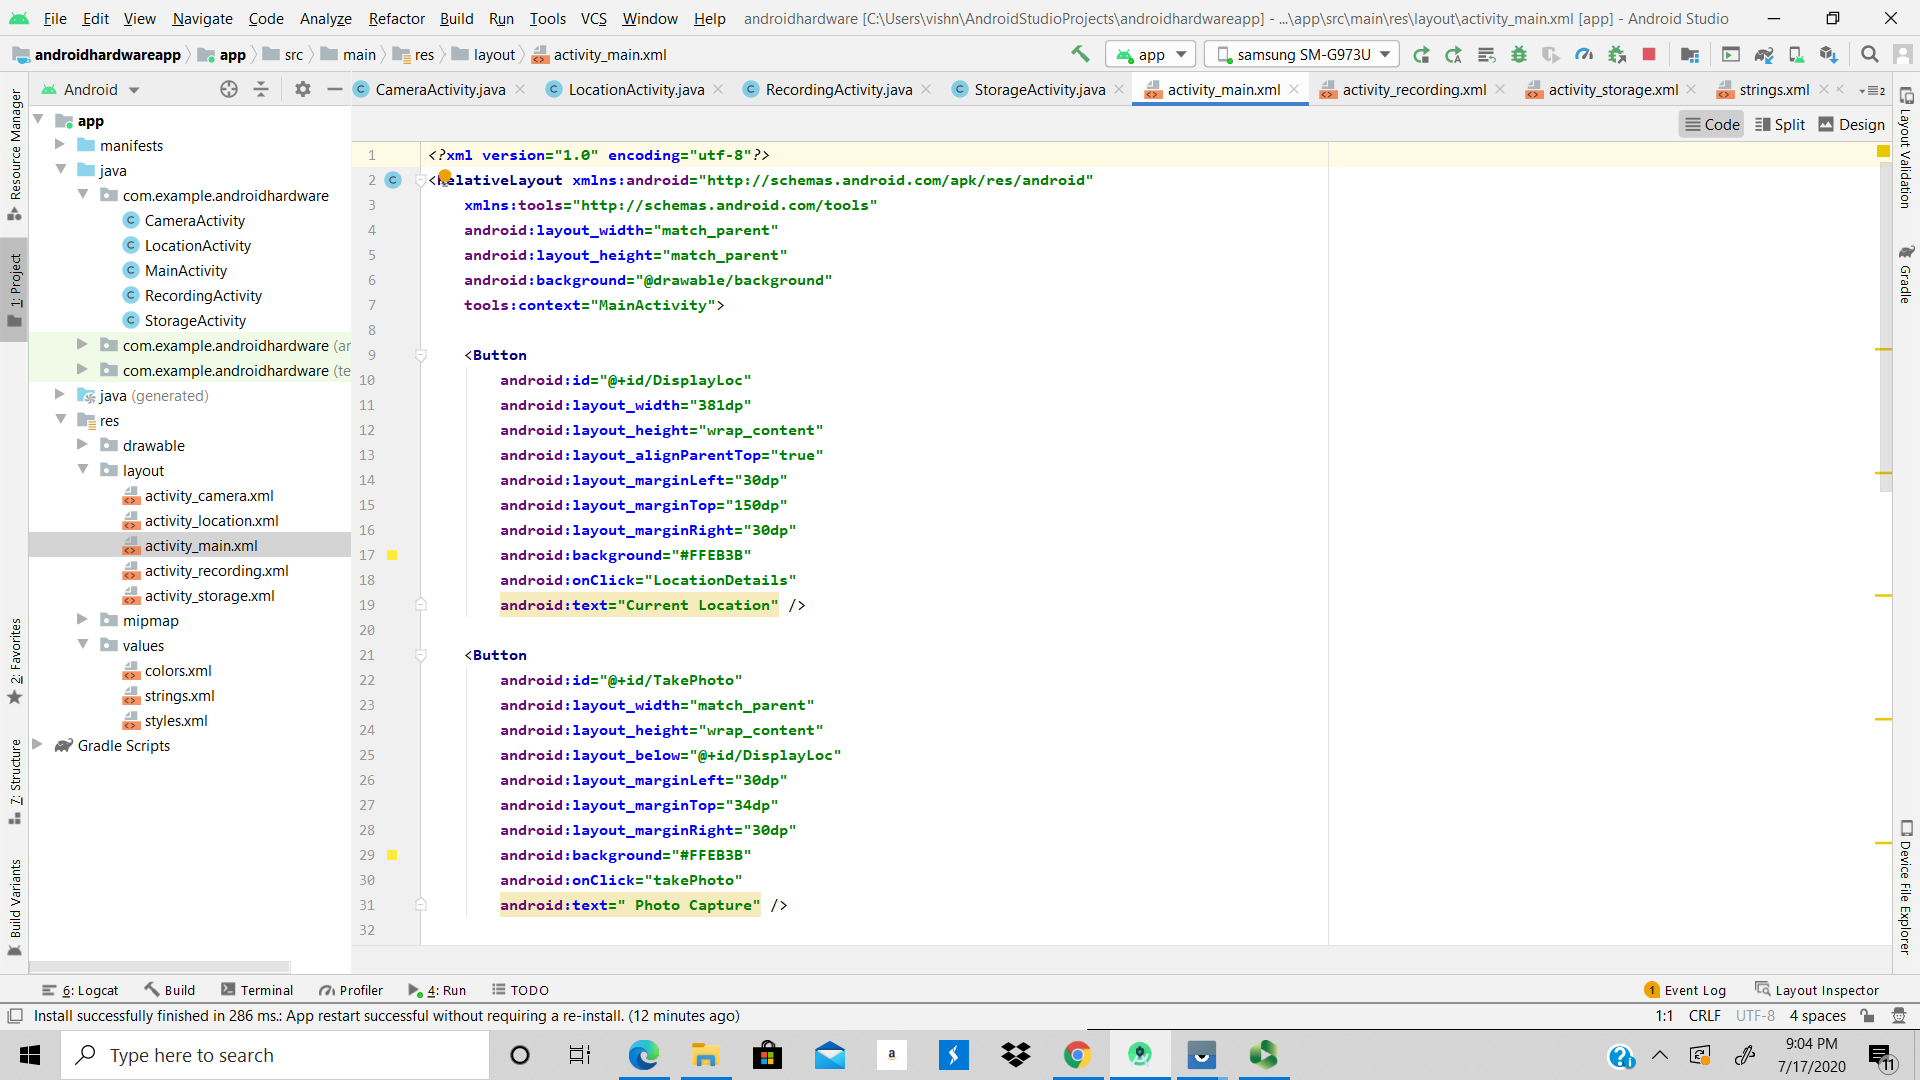 File Edit View Navigate Code Analyze Refactor Build Run Tools VCS Window Help androidhardware [C:\Users\vishn\AndroidStudioProjects\androidhardwareapp] - ...\app\src\main\res\layout\activity_main.xml [app] - Android Studio
androidhardwareapp app src main res layout activity_main.xml app samsung SM-G973U
Android CameraActivity.java LocationActivity.java RecordingActivity.java StorageActivity.java activity_main.xml activity_recording.xml activity_storage.xml strings.xml 2
Code Split Design
Resource Manager
1: Project
2: Favorites
7: Structure
Build Variants
app
manifests
java
com.example.androidhardware
CameraActivity
LocationActivity
MainActivity
RecordingActivity
StorageActivity
com.example.androidhardware (ar
com.example.androidhardware (te
java (generated)
res
drawable
layout
activity_camera.xml
activity_location.xml
activity_main.xml
activity_recording.xml
activity_storage.xml
mipmap
values
colors.xml
strings.xml
styles.xml
Gradle Scripts
1 <?xml version="1.0" encoding="utf-8"?>
2 <RelativeLayout xmlns:android="http://schemas.android.com/apk/res/android"
3 xmlns:tools="http://schemas.android.com/tools"
4 android:layout_width="match_parent"
5 android:layout_height="match_parent"
6 android:background="@drawable/background"
7 tools:context="MainActivity">
8
9 <Button
10 android:id="@+id/DisplayLoc"
11 android:layout_width="381dp"
12 android:layout_height="wrap_content"
13 android:layout_alignParentTop="true"
14 android:layout_marginLeft="30dp"
15 android:layout_marginTop="150dp"
16 android:layout_marginRight="30dp"
17 android:background="#FFEB3B"
18 android:onClick="LocationDetails"
19 android:text="Current Location" />
20
21 <Button
22 android:id="@+id/TakePhoto"
23 android:layout_width="match_parent"
24 android:layout_height="wrap_content"
25 android:layout_below="@+id/DisplayLoc"
26 android:layout_marginLeft="30dp"
27 android:layout_marginTop="34dp"
28 android:layout_marginRight="30dp"
29 android:background="#FFEB3B"
30 android:onClick="takePhoto"
31 android:text=" Photo Capture" />
32
Layout Validation
Gradle
Device File Explorer
6: Logcat Build Terminal Profiler 4: Run TODO 1 Event Log Layout Inspector
Install successfully finished in 286 ms.: App restart successful without requiring a re-install. (12 minutes ago) 1:1 CRLF UTF-8 4 spaces
Type here to search a 9:04 PM
7/17/2020 11